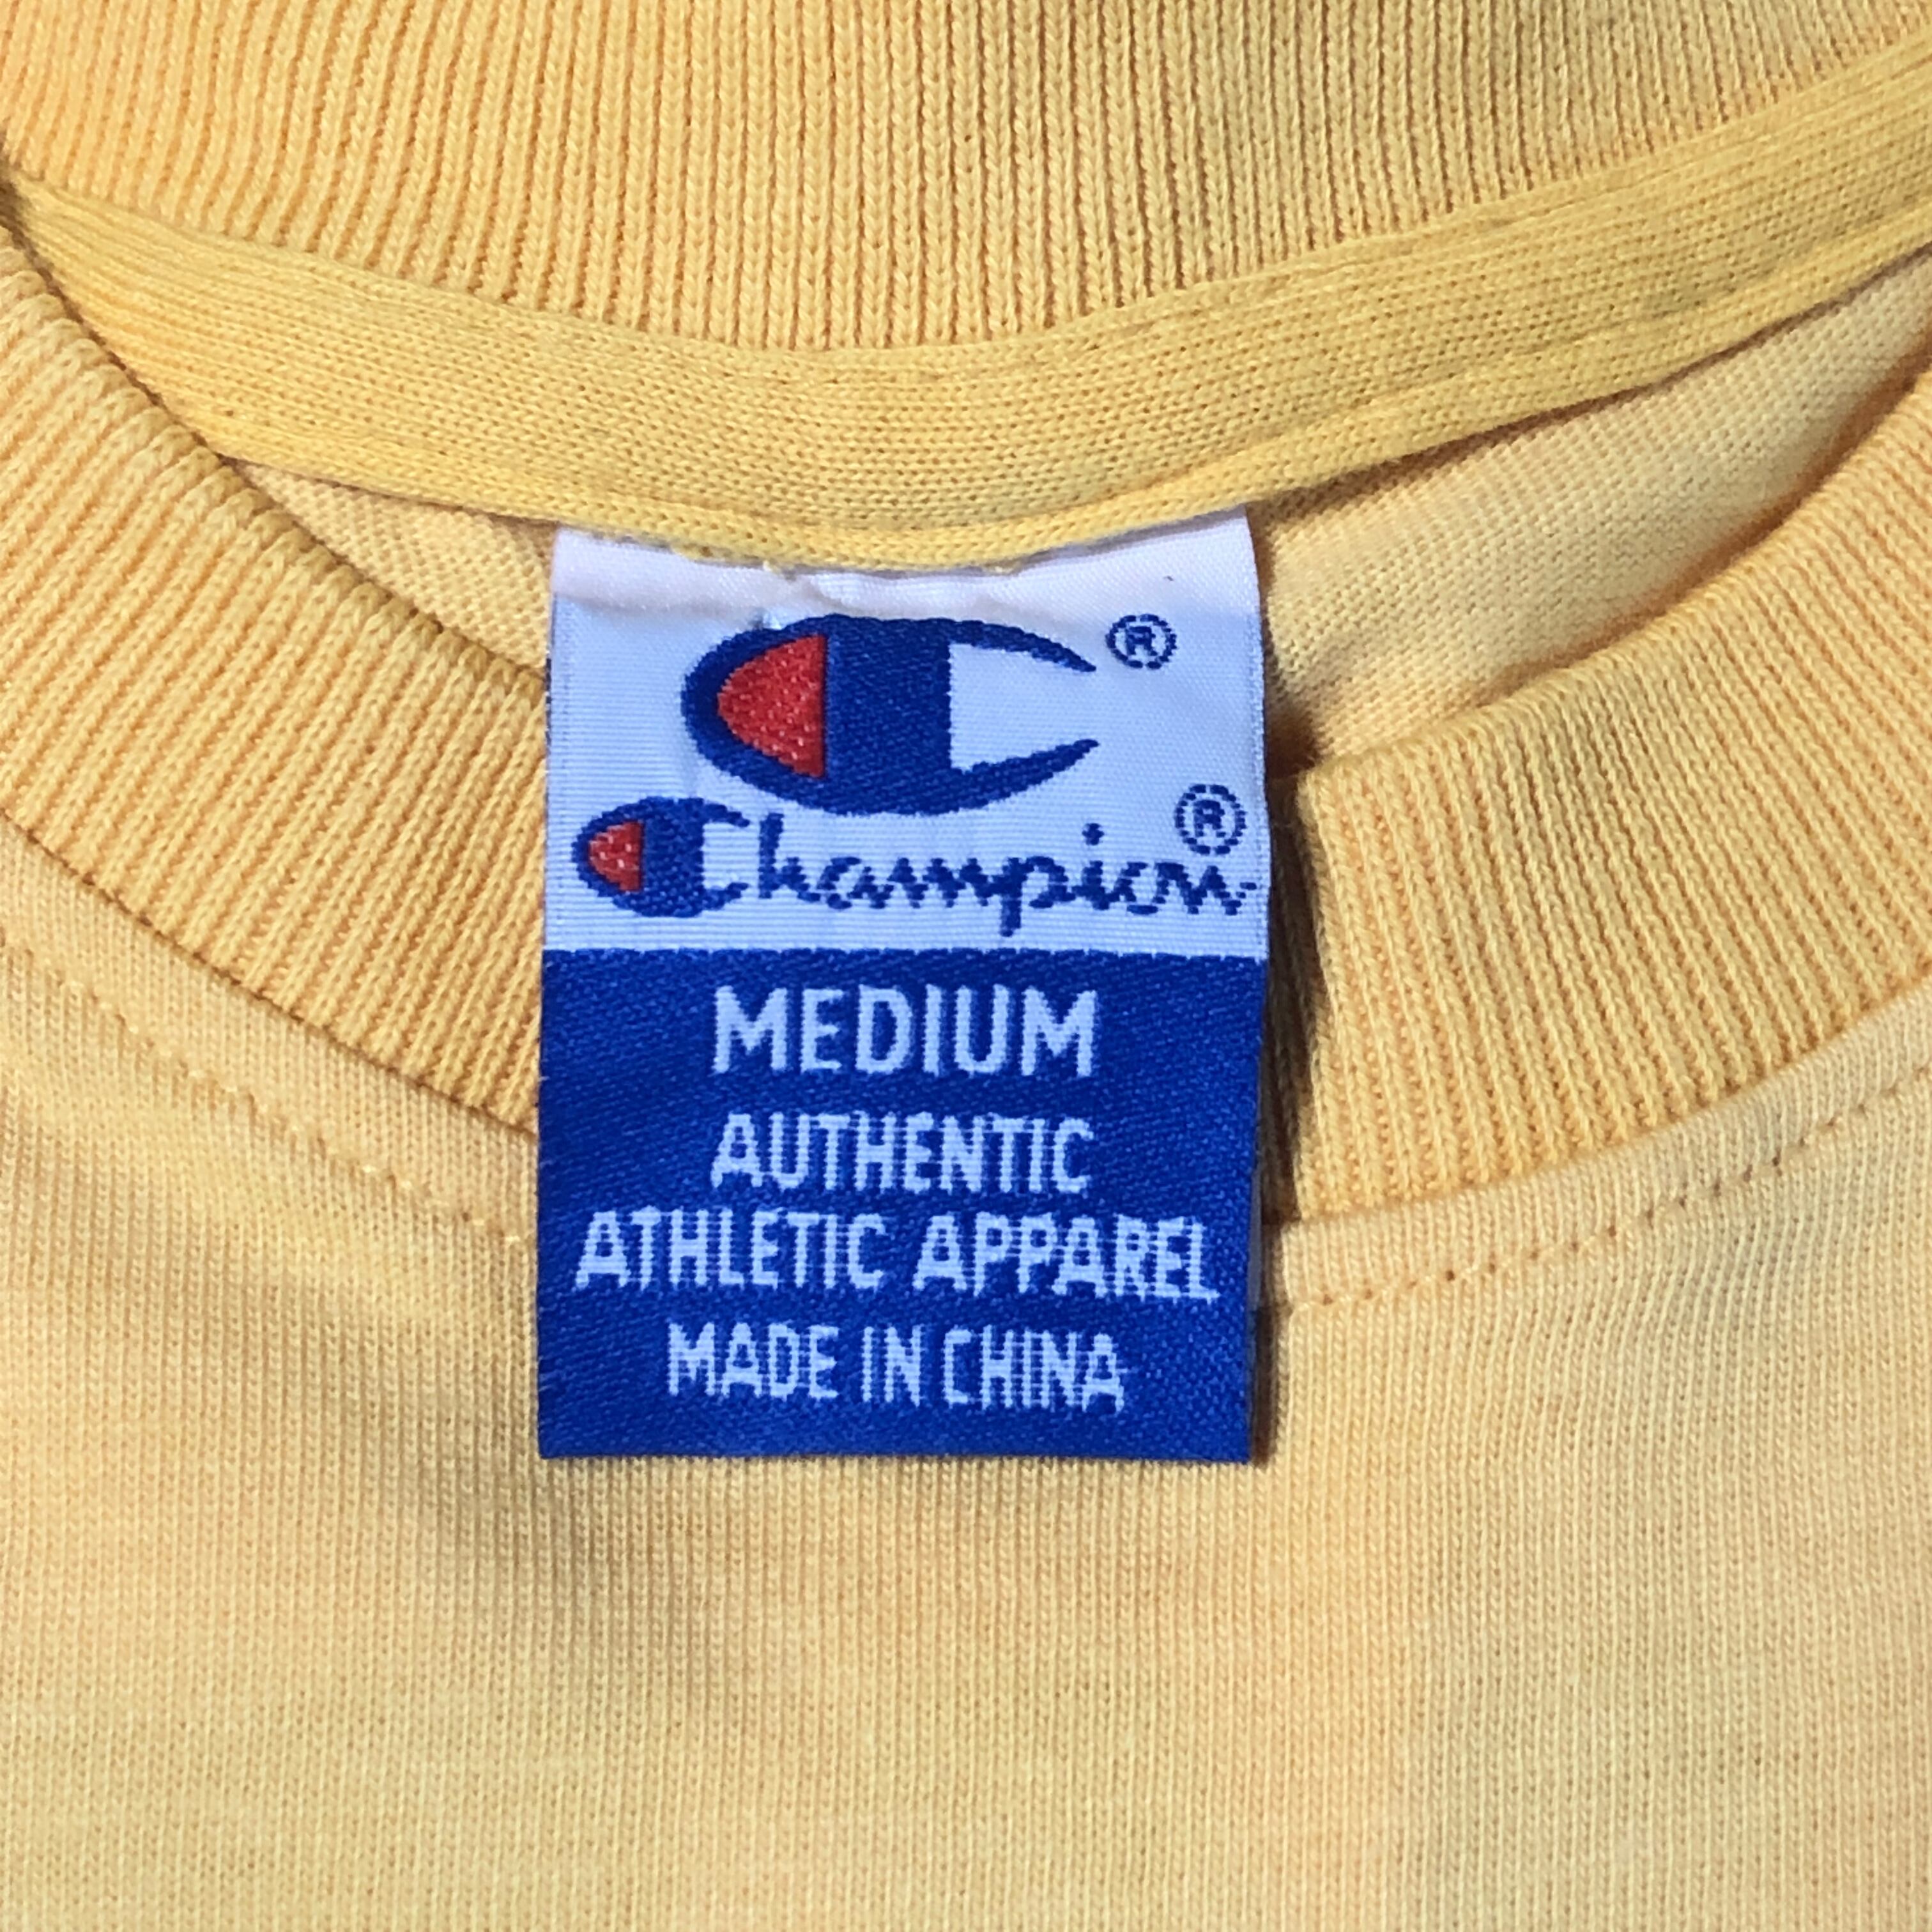 C®
Champion®
MEDIUM
AUTHENTIC
ATHLETIC APPAREL
MADE IN CHINA